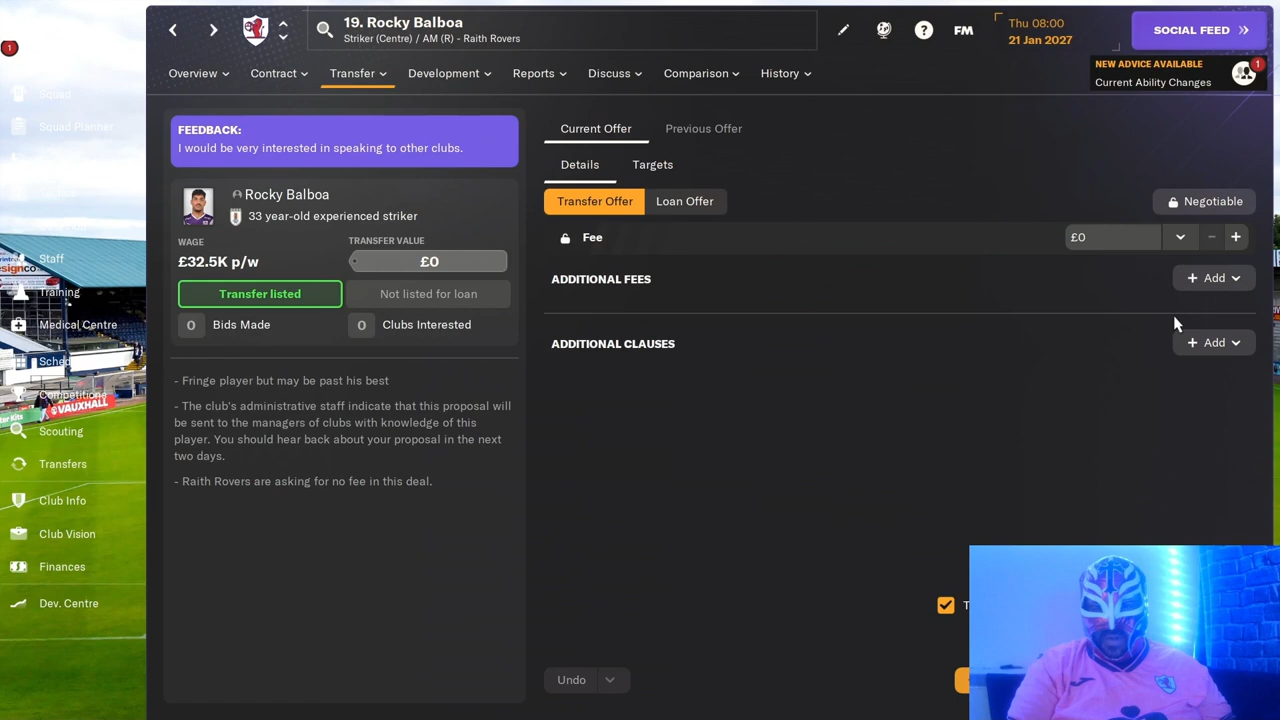 19. Rocky Balboa
Striker (Centre) / AM (R) - Raith Rovers
FM
Thu 08:00
21 Jan 2027
SOCIAL FEED
1
Overview
Contract
Transfer
Development
Reports
Discuss
Comparison
History
NEW ADVICE AVAILABLE
Current Ability Changes
1
Squad
Squad Planner
Staff
Training
Medical Centre
Sched
Competitions
Scouting
Transfers
Club Info
Club Vision
Finances
Dev. Centre
VAUXHALL
FEEDBACK:
I would be very interested in speaking to other clubs.
Rocky Balboa
33 year-old experienced striker
WAGE
TRANSFER VALUE
£32.5K p/w
£0
Transfer listed
Not listed for loan
0 Bids Made
0 Clubs Interested
- Fringe player but may be past his best
- The club's administrative staff indicate that this proposal will
be sent to the managers of clubs with knowledge of this
player. You should hear back about your proposal in the next
two days.
- Raith Rovers are asking for no fee in this deal.
Current Offer
Previous Offer
Details
Targets
Transfer Offer
Loan Offer
Negotiable
Fee
£0
ADDITIONAL FEES
Add
ADDITIONAL CLAUSES
Add
Undo